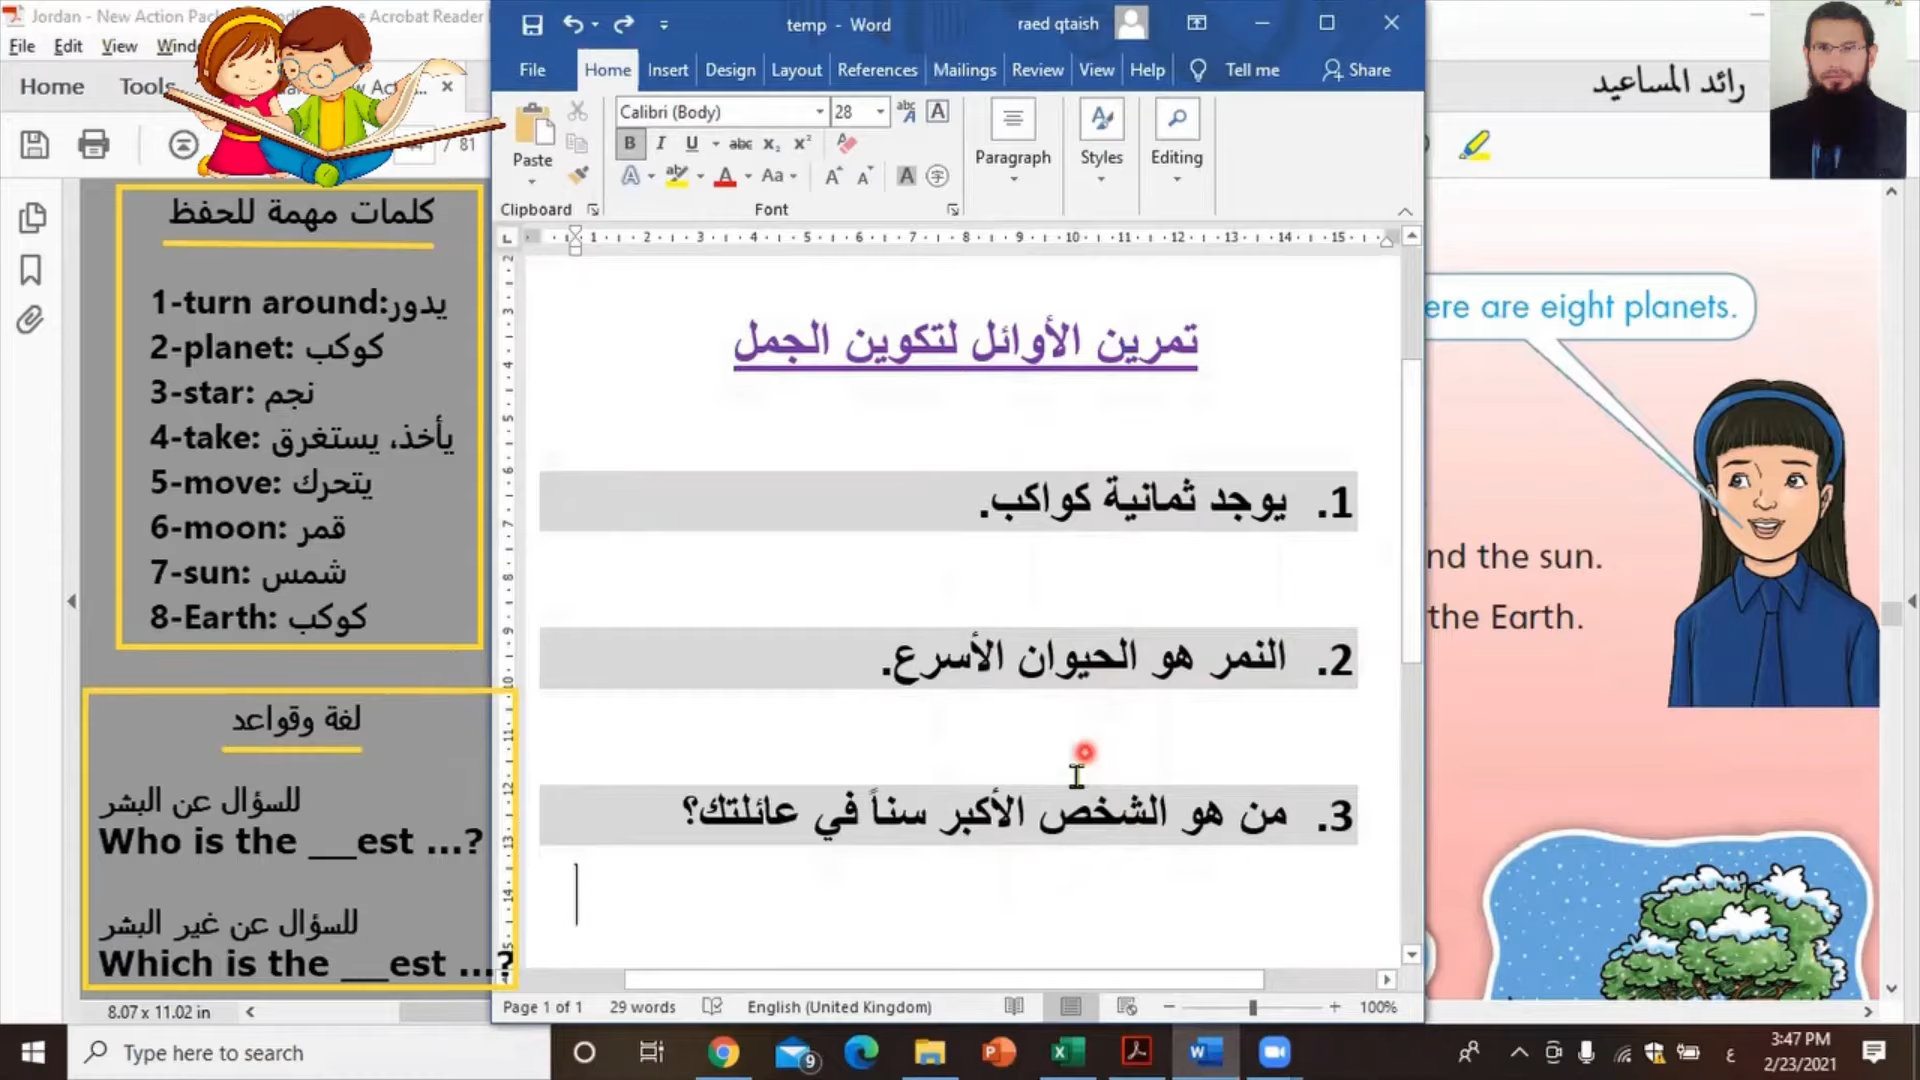 Jordan - New Action Pack
Acrobat Reader
File Edit View Wind
Home Tools
/ 81
كلمات مهمة للحفظ
1-turn around:يدور
2-planet: كوكب
3-star: نجم
4-take: يأخذ، يستغرق
5-move: يتحرك
6-moon: قمر
7-sun: شمس
8-Earth: كوكب
لغة وقواعد
للسؤال عن البشر
Who is the ___est ...?
للسؤال عن غير البشر
Which is the ___est ...?
8.07 x 11.02 in
temp - Word
raed qtaish
File Home Insert Design Layout References Mailings Review View Help Tell me Share
Calibri (Body) 28
Paste
Paragraph Styles Editing
Clipboard Font
تمرين الأوائل لتكوين الجمل
1. يوجد ثمانية كواكب.
2. النمر هو الحيوان الأسرع.
3. من هو الشخص الأكبر سناً في عائلتك؟
Page 1 of 1 29 words English (United Kingdom) 100%
رائد المساعيد
ere are eight planets.
nd the sun.
the Earth.
Type here to search
9
ع
3:47 PM
2/23/2021